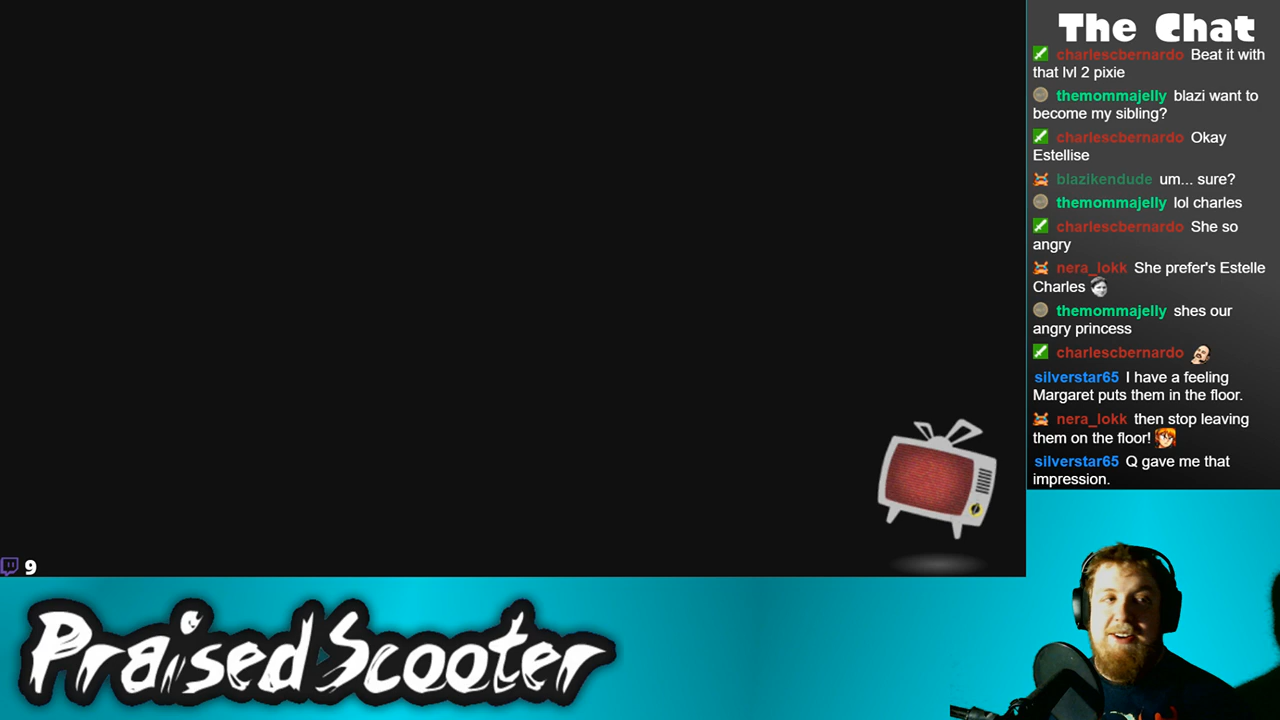 The Chat
charlescbernardo Beat it with
that lvl 2 pixie
themommajelly blazi want to
become my sibling?
charlescbernardo Okay
Estellise
blazikendude um... sure?
themommajelly lol charles
charlescbernardo She so
angry
nera_lokk She prefer's Estelle
Charles
themommajelly shes our
angry princess
charlescbernardo
silverstar65 I have a feeling
Margaret puts them in the floor.
nera_lokk then stop leaving
them on the floor!
silverstar65 Q gave me that
impression.
9
PraisedScooter